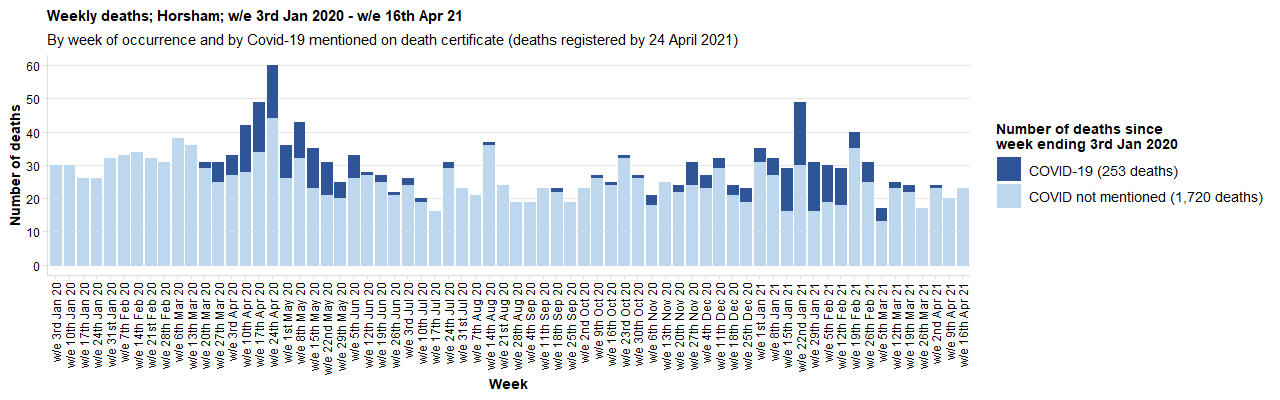 Weekly deaths; Horsham; w/e 3rd Jan 2020 - w/e 16th Apr 21
By week of occurrence and by Covid-19 mentioned on death certificate (deaths registered by 24 April 2021)
Number of deaths
60
50
40
30
20
10
0
w/e 3rd Jan 20
w/e 10th Jan 20
w/e 17th Jan 20
w/e 24th Jan 20
w/e 31st Jan 20
w/e 7th Feb 20
w/e 14th Feb 20
w/e 21st Feb 20
w/e 28th Feb 20
w/e 6th Mar 20
w/e 13th Mar 20
w/e 20th Mar 20
w/e 27th Mar 20
w/e 3rd Apr 20
w/e 10th Apr 20
w/e 17th Apr 20
w/e 24th Apr 20
w/e 1st May 20
w/e 8th May 20
w/e 15th May 20
w/e 22nd May 20
w/e 29th May 20
w/e 5th Jun 20
w/e 12th Jun 20
w/e 19th Jun 20
w/e 26th Jun 20
w/e 3rd Jul 20
w/e 10th Jul 20
w/e 17th Jul 20
w/e 24th Jul 20
w/e 31st Jul 20
w/e 7th Aug 20
w/e 14th Aug 20
w/e 21st Aug 20
w/e 28th Aug 20
w/e 4th Sep 20
w/e 11th Sep 20
w/e 18th Sep 20
w/e 25th Sep 20
w/e 2nd Oct 20
w/e 9th Oct 20
w/e 16th Oct 20
w/e 23rd Oct 20
w/e 30th Oct 20
w/e 6th Nov 20
w/e 13th Nov 20
w/e 20th Nov 20
w/e 27th Nov 20
w/e 4th Dec 20
w/e 11th Dec 20
w/e 18th Dec 20
w/e 25th Dec 20
w/e 1st Jan 21
w/e 8th Jan 21
w/e 15th Jan 21
w/e 22nd Jan 21
w/e 29th Jan 21
w/e 5th Feb 21
w/e 12th Feb 21
w/e 19th Feb 21
w/e 26th Feb 21
w/e 5th Mar 21
w/e 12th Mar 21
w/e 19th Mar 21
w/e 26th Mar 21
w/e 2nd Apr 21
w/e 9th Apr 21
w/e 16th Apr 21
Week
Number of deaths since
week ending 3rd Jan 2020
COVID-19 (253 deaths)
COVID not mentioned (1,720 deaths)